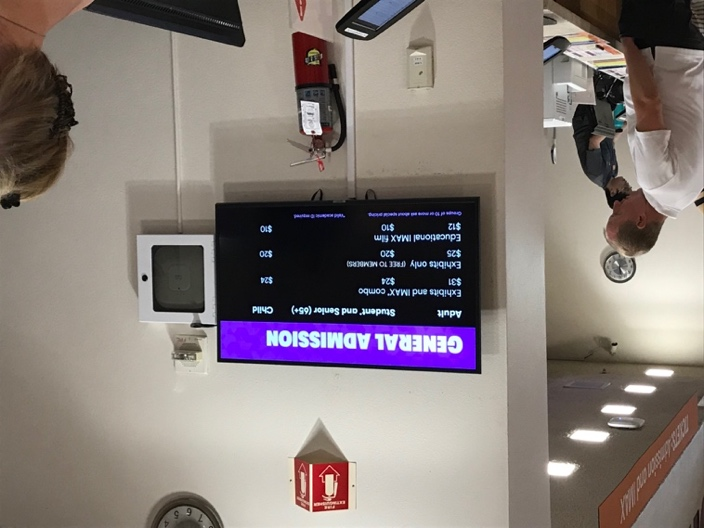 GENERAL ADMISSION
Adult Student* and Senior (65+) Child
Exhibits and IMAX® combo
$31 $24 $24
Exhibits only (FREE TO MEMBERS)
$25 $20 $20
Educational IMAX film
$12 $10 $10
Groups of 10 or more ask about special pricing. *Valid academic ID required.
FIRE
EXTINGUISHER
TICKETS: Admission and IMAX